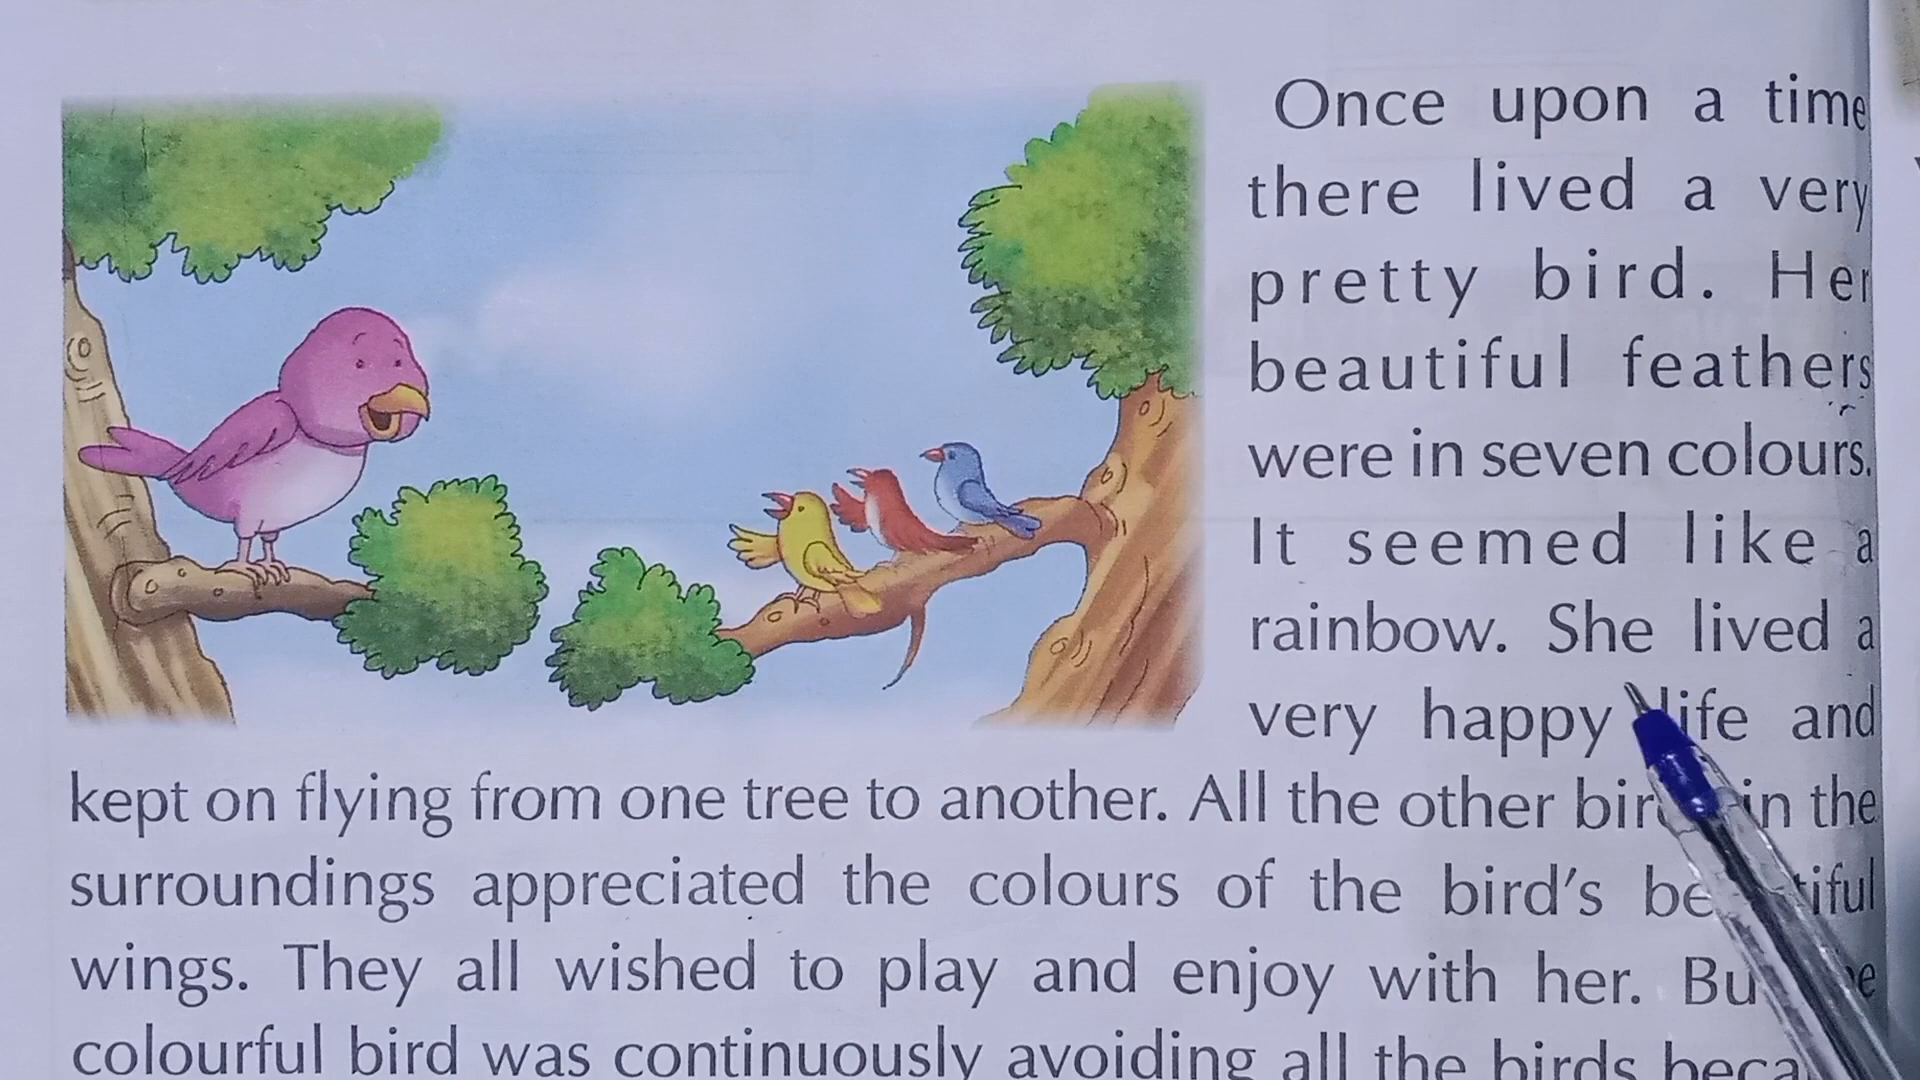 Once upon a time
there lived a very
pretty bird. Her
beautiful feathers
were in seven colours.
It seemed like a
rainbow. She lived a
very happy life and
kept on flying from one tree to another. All the other in the
surroundings appreciated the colours of the bird's
wings. They all wished to play and enjoy with her.
colourful bird was continuously avoiding all the birds